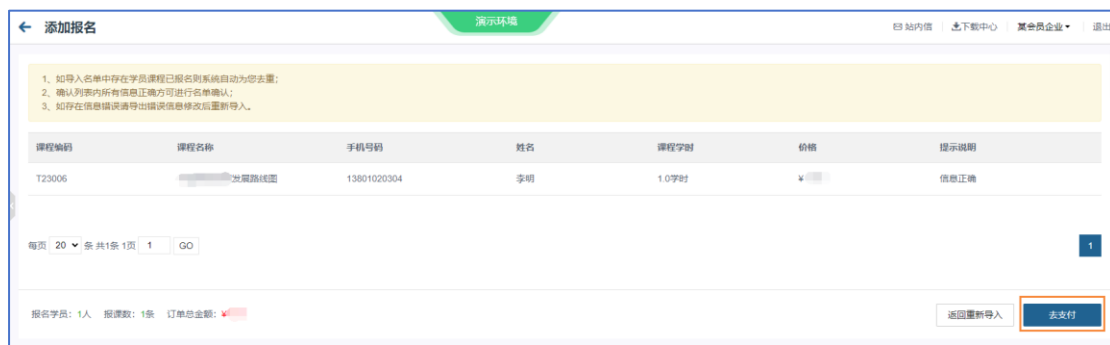 ← 添加报名
演示环境
站内信 下载中心 某会员企业 退出
1、如导入名单中存在学员课程已报名则系统自动为您去重；
2、确认列表内所有信息正确方可进行名单确认；
3、如存在信息错误请导出错误信息修改后重新导入。
课程编码 课程名称 手机号码 姓名 课程学时 价格 提示说明
T23006 发展路线图 13801020304 李明 1.0学时 ¥ 信息正确
每页 20 条 共1条 1页 1 GO
1
报名学员：1人 报课数：1条 订单总金额：¥
返回重新导入 去支付